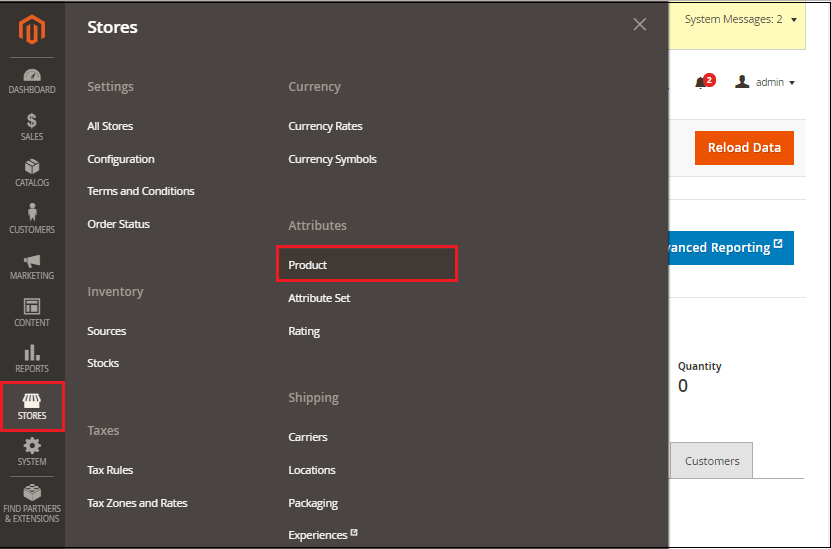 DASHBOARD
SALES
CATALOG
CUSTOMERS
MARKETING
CONTENT
REPORTS
STORES
SYSTEM
FIND PARTNERS
& EXTENSIONS
Stores
Settings
All Stores
Configuration
Terms and Conditions
Order Status
Inventory
Sources
Stocks
Taxes
Tax Rules
Tax Zones and Rates
Currency
Currency Rates
Currency Symbols
Attributes
Product
Attribute Set
Rating
Shipping
Carriers
Locations
Packaging
Experiences
System Messages: 2
2
admin
Reload Data
anced Reporting
Quantity
0
Customers